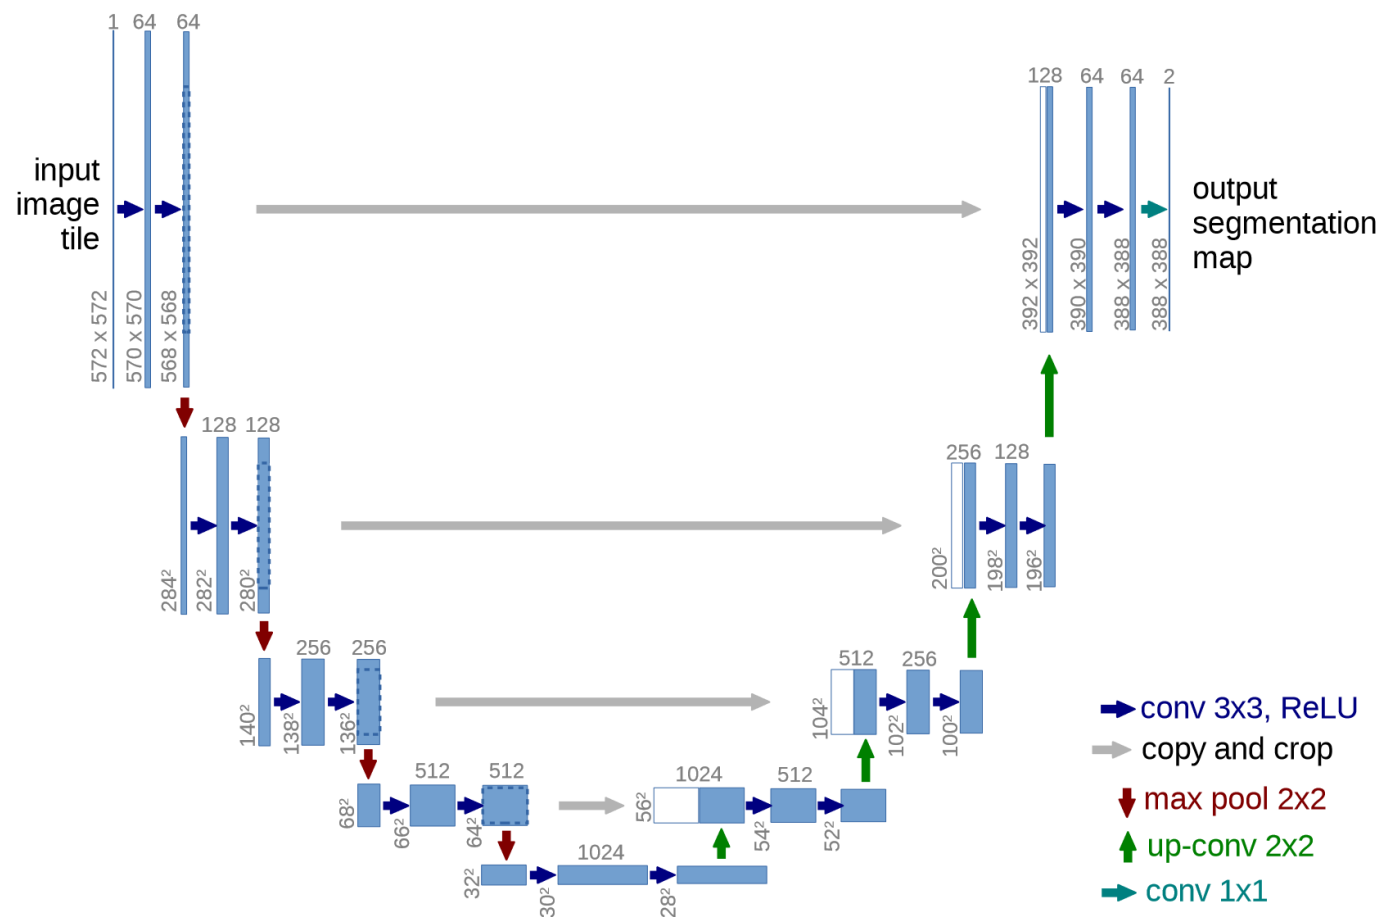 1 64 64
128 64 64 2
input
image
tile
output
segmentation
map
572 x 572
570 x 570
568 x 568
392 x 392
390 x 390
388 x 388
388 x 388
128 128
256 128
284²
282²
280²
200²
198²
196²
256 256
512 256
140²
138²
136²
104²
102²
100²
512 512
1024 512
68²
66²
64²
56²
54²
52²
1024
32²
30²
28²
conv 3x3, ReLU
copy and crop
max pool 2x2
up-conv 2x2
conv 1x1